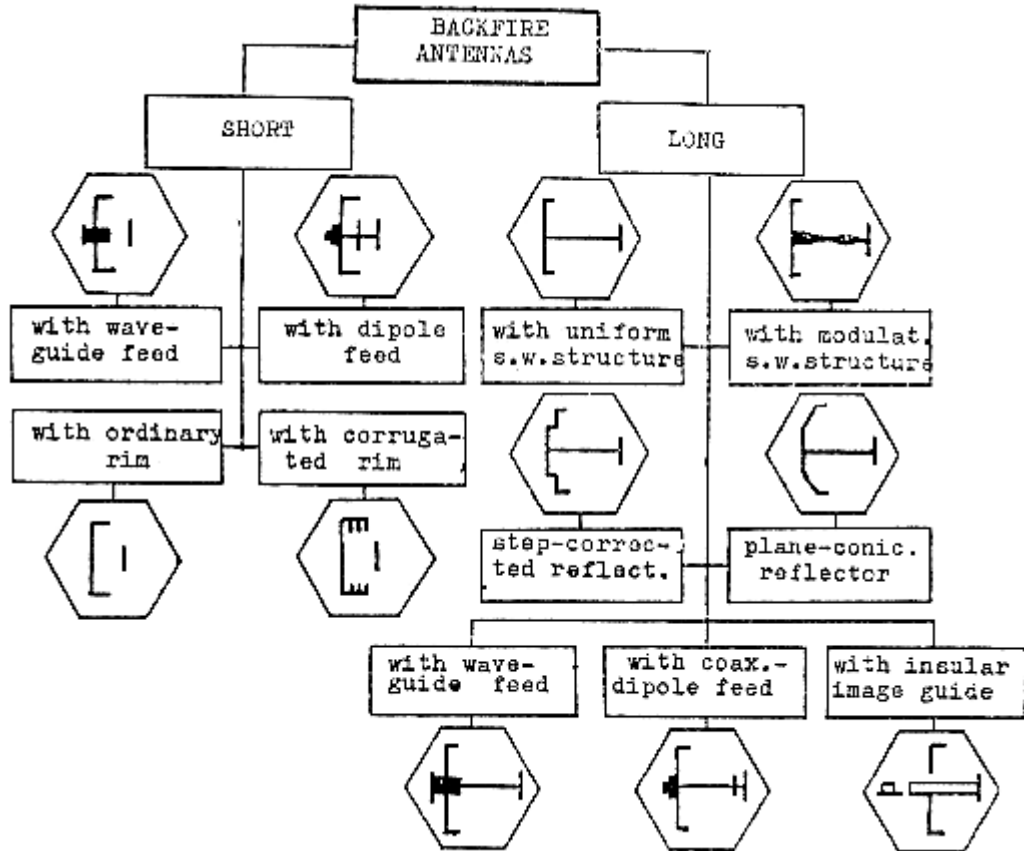 BACKFIRE
ANTENNAS
SHORT
LONG
with wave-
guide feed
with dipole
feed
with uniform
s.w.structure
with modulat.
s.w.structure
with ordinary
rim
with corruga-
ted rim
step-correc-
ted reflect.
plane-conic.
reflector
with wave-
guide feed
with coax.-
dipole feed
with insular
image guide